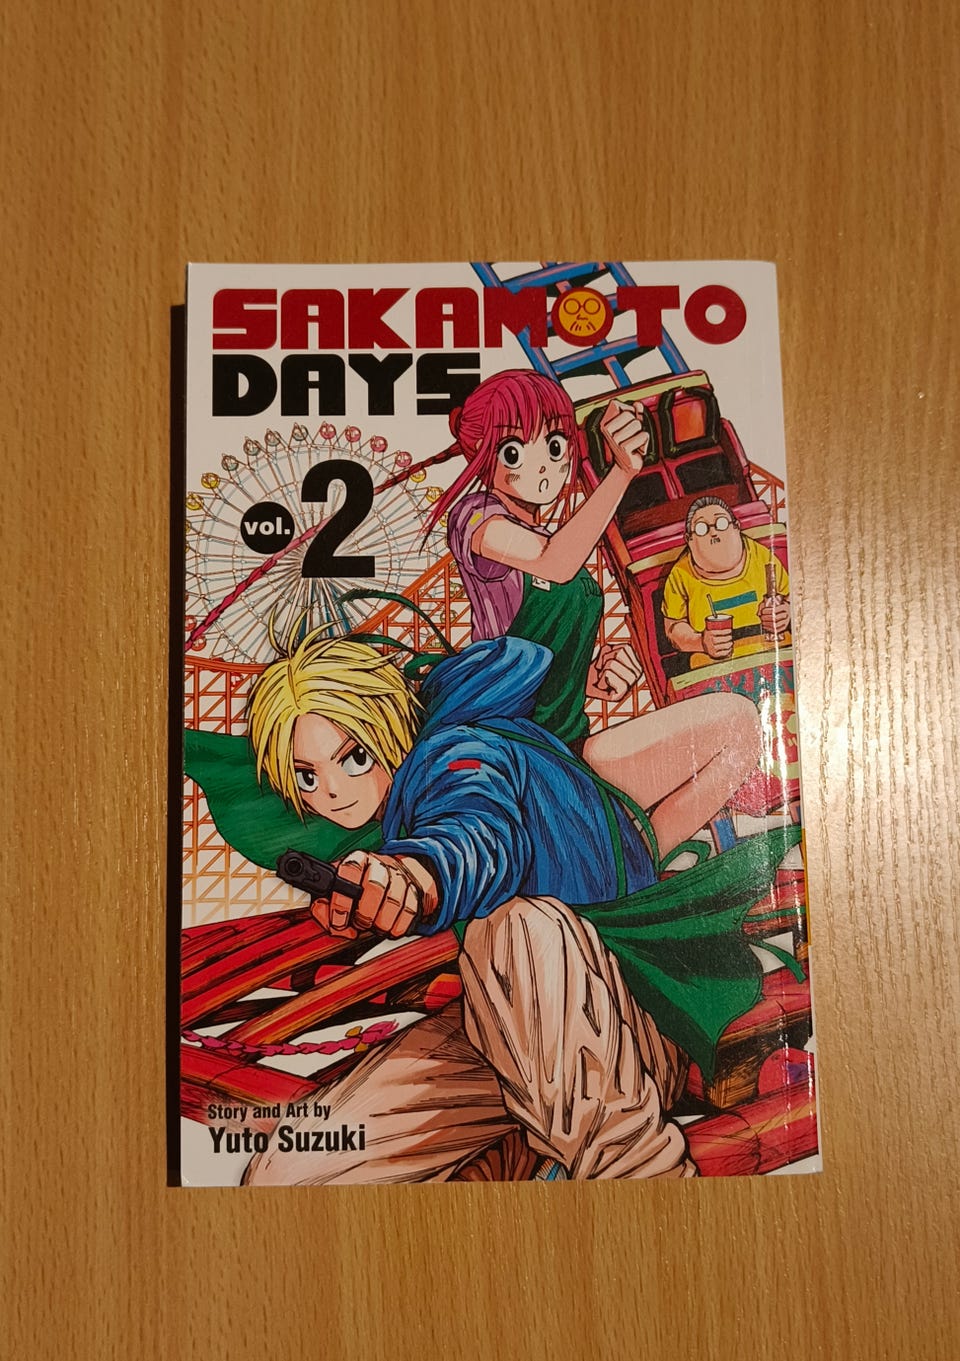 SAKAMOTO
DAYS
vol. 2
Story and Art by
Yuto Suzuki